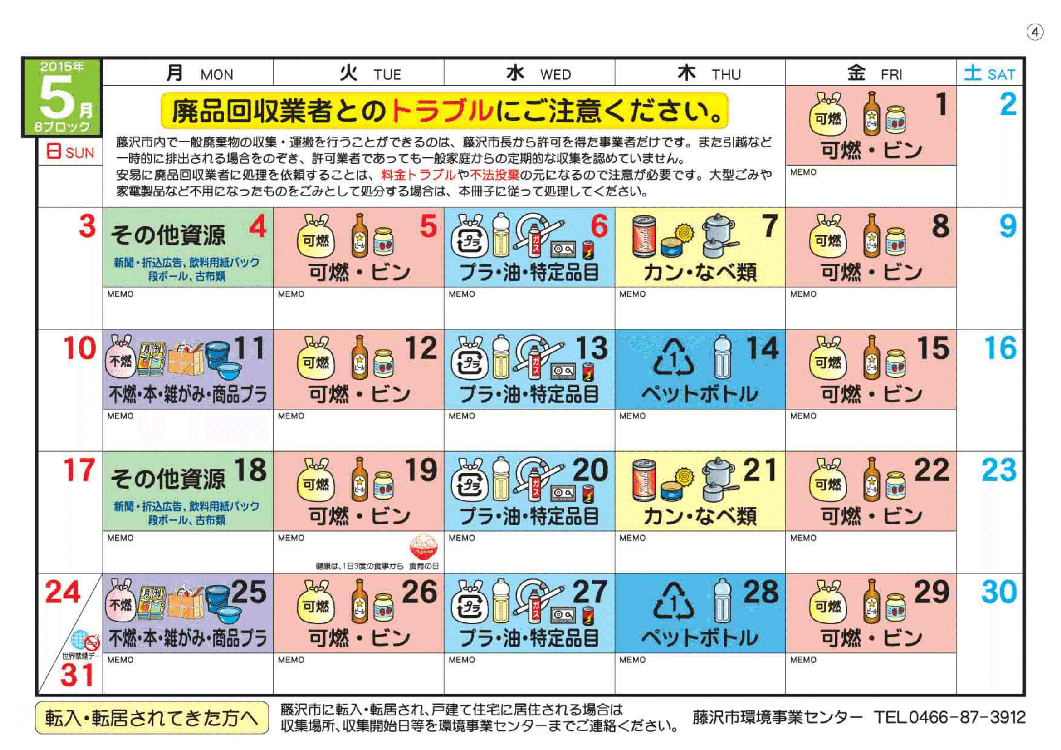 ④
2015年
5月
8ブロック
日 SUN
月 MON
火 TUE
水 WED
木 THU
金 FRI
土 SAT
廃品回収業者とのトラブルにご注意ください。
藤沢市内で一般廃棄物の収集・運搬を行うことができるのは、藤沢市長から許可を得た事業者だけです。また引越など
一時的に排出される場合をのぞき、許可業者であっても一般家庭からの定期的な収集を認めていません。
安易に廃品回収業者に処理を依頼することは、料金トラブルや不法投棄の元になるので注意が必要です。大型ごみや
家電製品など不用になったものをごみとして処分する場合は、本冊子に従って処理してください。
可燃
1
可燃・ビン
MEMO
2
3
その他資源 4
新聞・折込広告、飲料用紙パック
段ボール、古布類
MEMO
可燃
5
可燃・ビン
MEMO
プラ
ガス
6
プラ・油・特定品目
MEMO
7
カン・なべ類
MEMO
可燃
8
可燃・ビン
MEMO
9
10
不燃
11
不燃・本・雑がみ・商品プラ
MEMO
可燃
12
可燃・ビン
MEMO
プラ
ガス
13
プラ・油・特定品目
MEMO
1
14
ペットボトル
MEMO
可燃
15
可燃・ビン
MEMO
16
17
その他資源 18
新聞・折込広告、飲料用紙パック
段ボール、古布類
MEMO
可燃
19
可燃・ビン
MEMO
健康は、1日3度の食事から 食育の日
プラ
ガス
20
プラ・油・特定品目
MEMO
21
カン・なべ類
MEMO
可燃
22
可燃・ビン
MEMO
23
24
世界禁煙デー
31
不燃
25
不燃・本・雑がみ・商品プラ
MEMO
可燃
26
可燃・ビン
MEMO
プラ
ガス
27
プラ・油・特定品目
MEMO
1
28
ペットボトル
MEMO
可燃
29
可燃・ビン
MEMO
30
転入・転居されてきた方へ
藤沢市に転入・転居され、戸建て住宅に居住される場合は
収集場所、収集開始日等を環境事業センターまでご連絡ください。
藤沢市環境事業センター TEL0466-87-3912